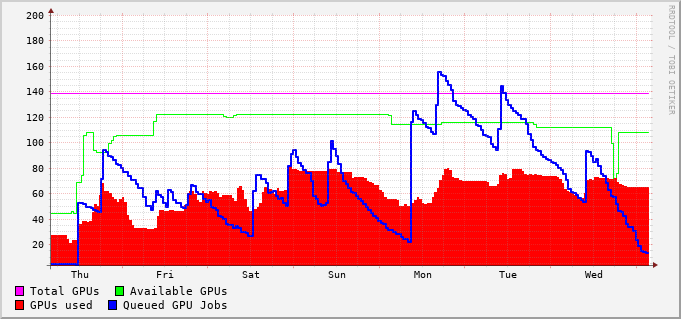 200
180
160
140
120
100
80
60
40
20
Thu Fri Sat Sun Mon Tue Wed
Total GPUs Available GPUs
GPUs used Queued GPU Jobs
RRDTOOL / TOBI OETIKER